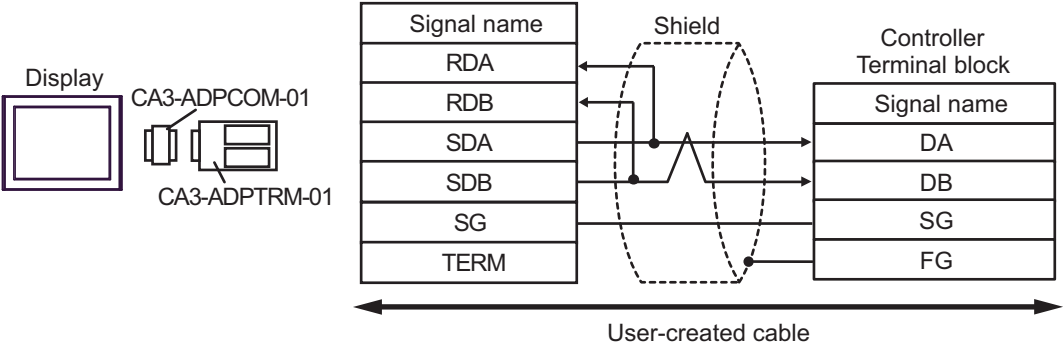 Display
CA3-ADPCOM-01
CA3-ADPTRM-01
Signal name
RDA
RDB
SDA
SDB
SG
TERM
Shield
Controller
Terminal block
Signal name
DA
DB
SG
FG
User-created cable